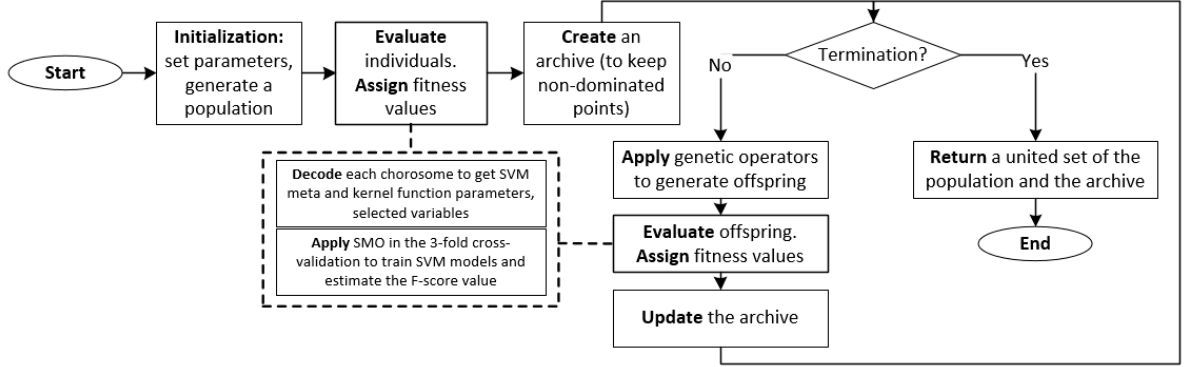 Start
Initialization:
set parameters,
generate a
population
Evaluate
individuals.
Assign fitness
values
Create an
archive (to keep
non-dominated
points)
Termination?
No
Yes
Apply genetic operators
to generate offspring
Return a united set of the
population and the archive
Decode each chorosome to get SVM
meta and kernel function parameters,
selected variables
Apply SMO in the 3-fold cross-
validation to train SVM models and
estimate the F-score value
Evaluate offspring.
Assign fitness values
End
Update the archive